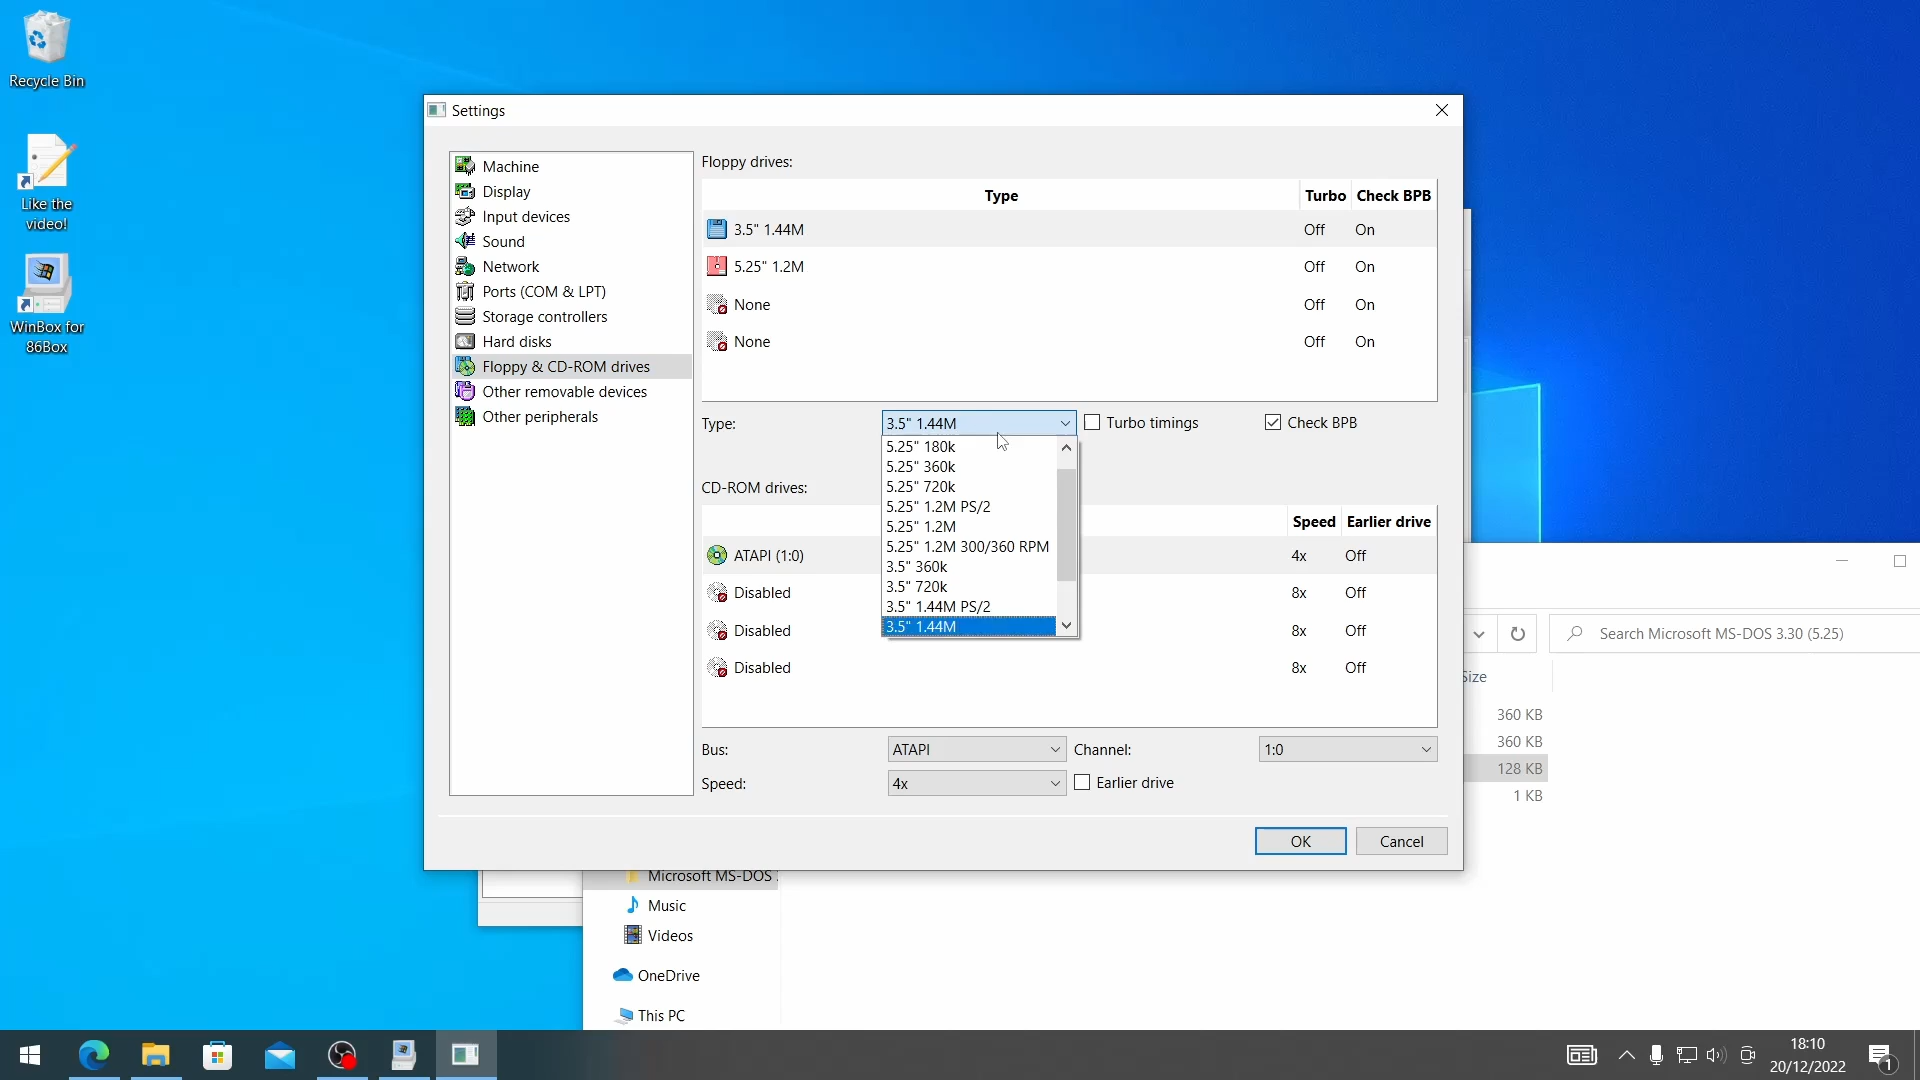 Recycle Bin
Like the
video!
WinBox for
86Box
Settings
Machine
Display
Input devices
Sound
Network
Ports (COM & LPT)
Storage controllers
Hard disks
Floppy & CD-ROM drives
Other removable devices
Other peripherals
Floppy drives:
Type Turbo Check BPB
3.5" 1.44M Off On
5.25" 1.2M Off On
None Off On
None Off On
Type: 3.5" 1.44M Turbo timings Check BPB
5.25" 180k
5.25" 360k
5.25" 720k
5.25" 1.2M PS/2
5.25" 1.2M
5.25" 1.2M 300/360 RPM
3.5" 360k
3.5" 720k
3.5" 1.44M PS/2
3.5" 1.44M
CD-ROM drives:
Speed Earlier drive
ATAPI (1:0) 4x Off
Disabled 8x Off
Disabled 8x Off
Disabled 8x Off
Bus: ATAPI Channel: 1:0
Speed: 4x Earlier drive
OK Cancel
Search Microsoft MS-DOS 3.30 (5.25)
Size
360 KB
360 KB
128 KB
1 KB
Microsoft MS-DOS
Music
Videos
OneDrive
This PC
18:10
20/12/2022
1